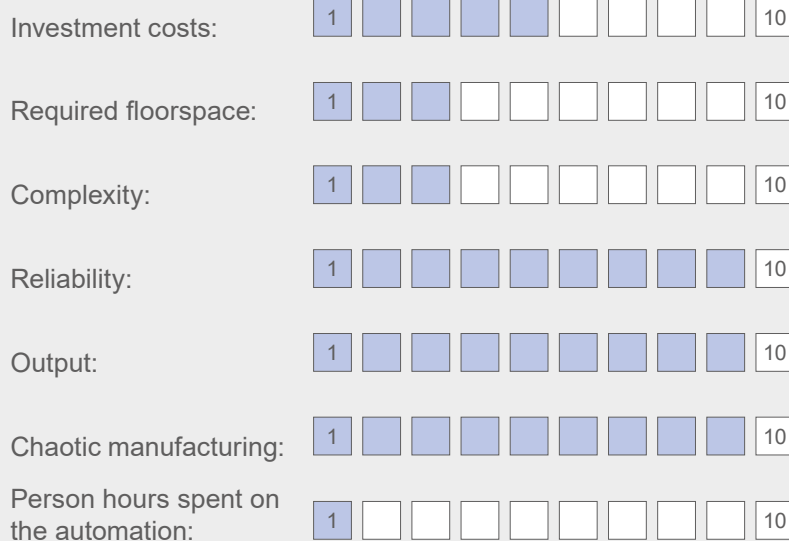 Investment costs: 1 10
Required floorspace: 1 10
Complexity: 1 10
Reliability: 1 10
Output: 1 10
Chaotic manufacturing: 1 10
Person hours spent on
the automation: 1 10